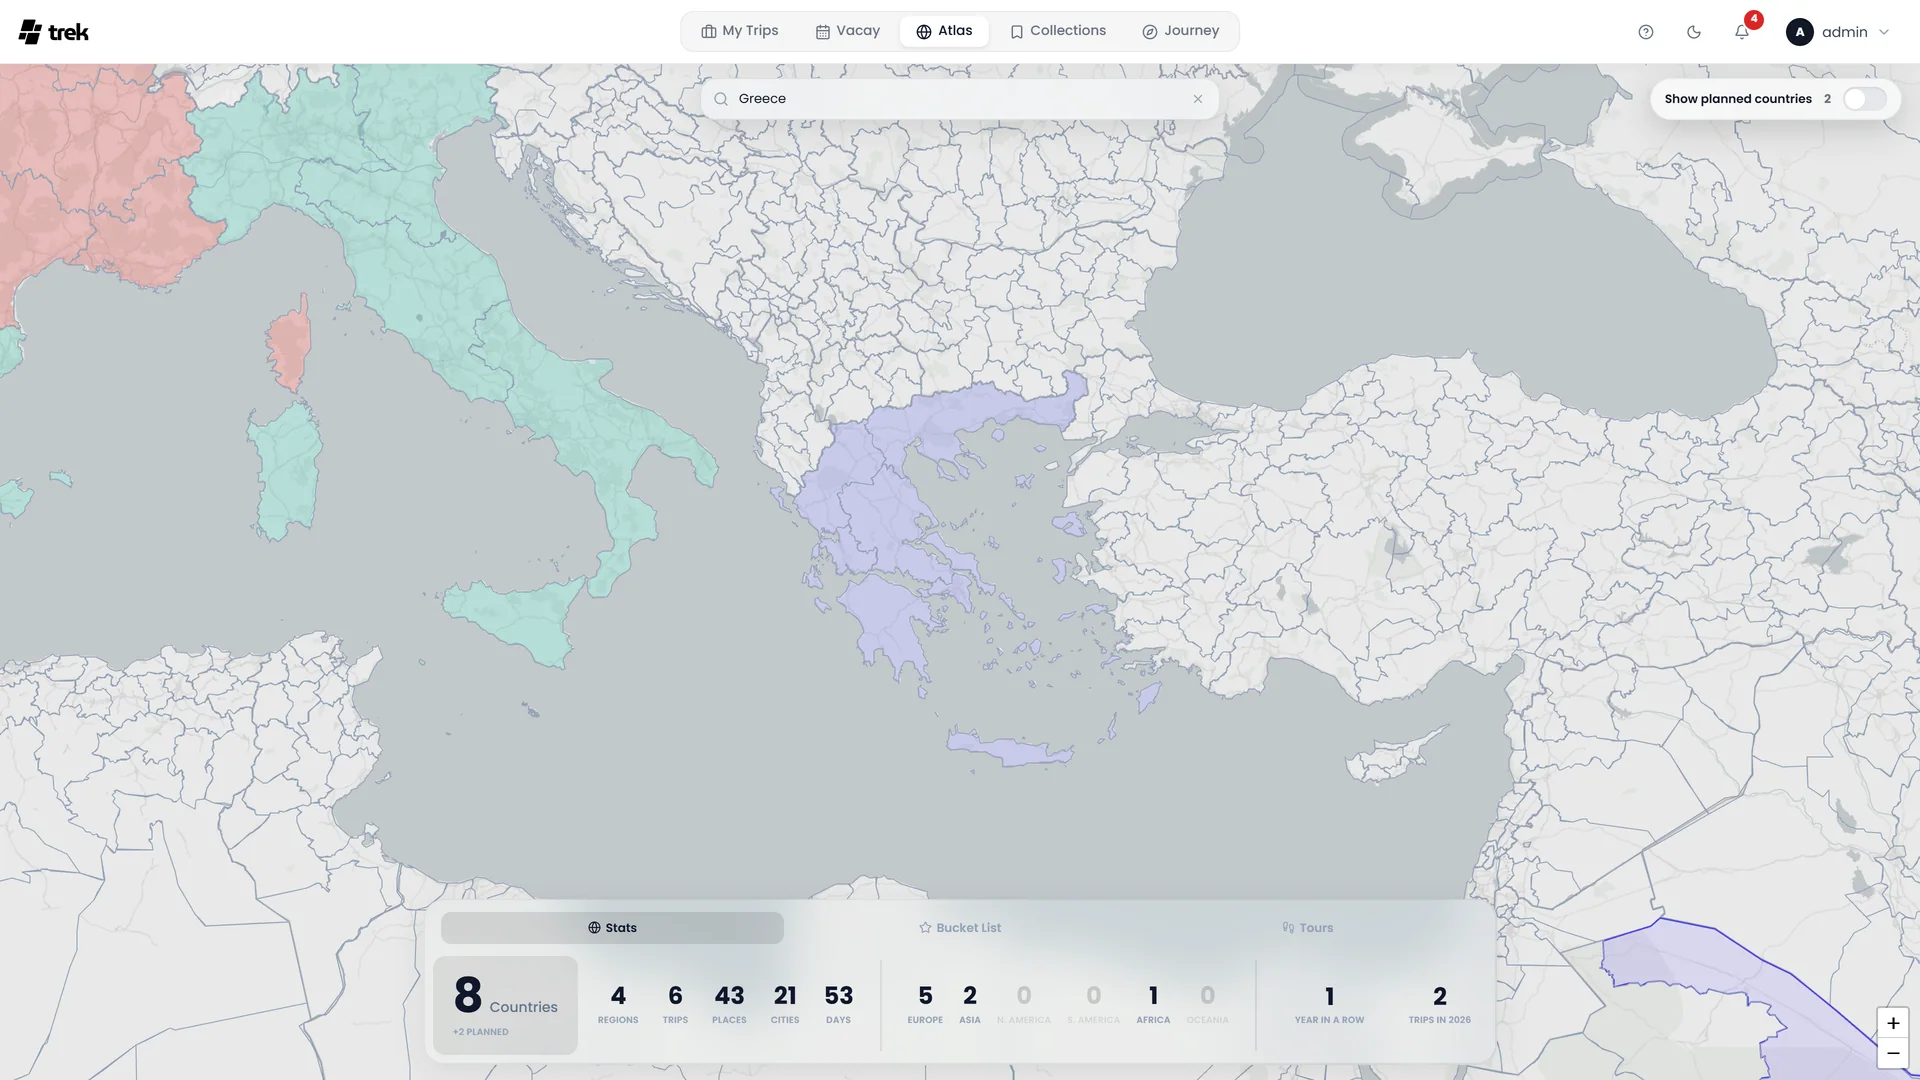 trek
My Trips
Vacay
Atlas
Collections
Journey
4
A
admin
Greece
Show planned countries 2
Stats
Bucket List
Tours
8 Countries
+2 PLANNED
4
REGIONS
6
TRIPS
43
PLACES
21
CITIES
53
DAYS
5
EUROPE
2
ASIA
0
N. AMERICA
0
S. AMERICA
1
AFRICA
0
OCEANIA
1
YEAR IN A ROW
2
TRIPS IN 2026
+
−